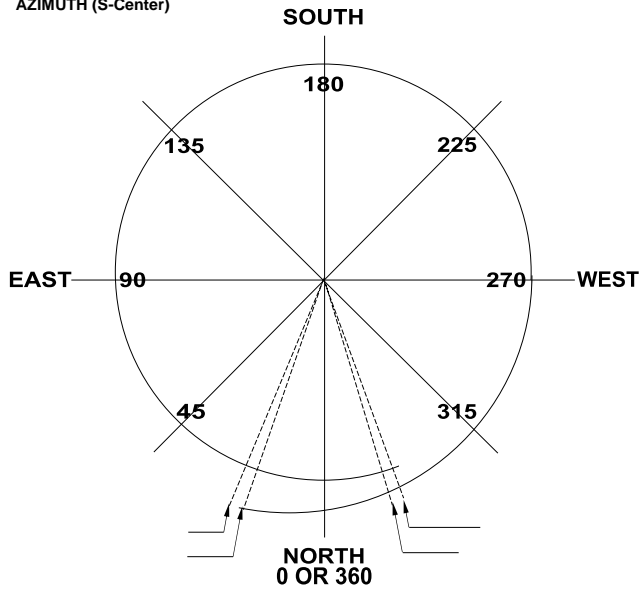 AZIMUTH (S-Center)
SOUTH
180
135
225
EAST
90
270
WEST
45
315
NORTH
0 OR 360